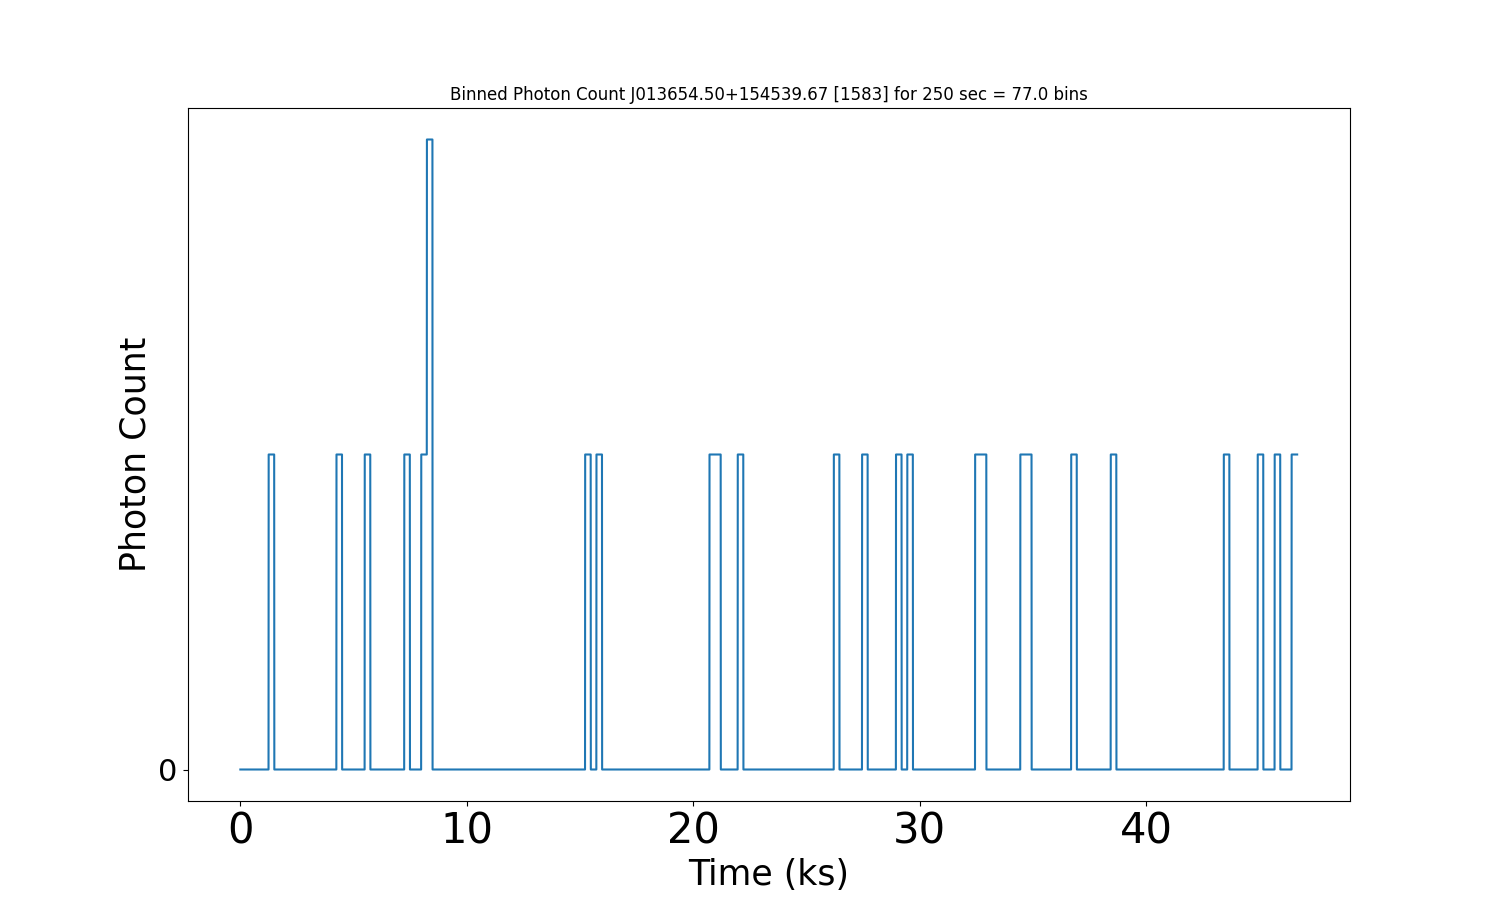 Binned Photon Count J013654.50+154539.67 [1583] for 250 sec = 77.0 bins
Photon Count
0
0 10 20 30 40
Time (ks)